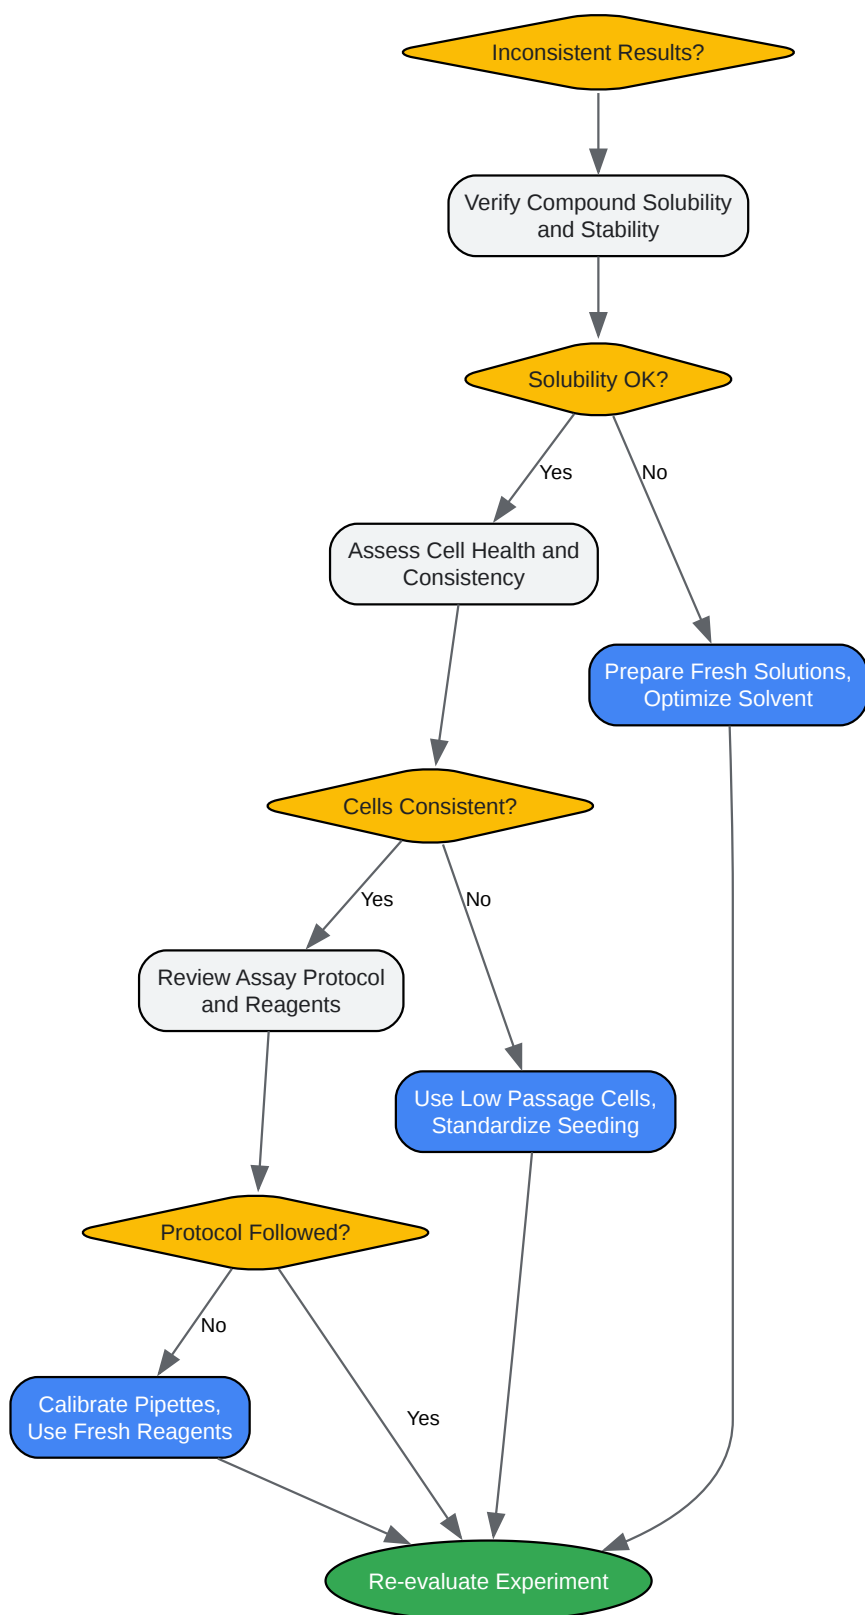 Inconsistent Results?
Verify Compound Solubility
and Stability
Solubility OK?
Yes
No
Assess Cell Health and
Consistency
Prepare Fresh Solutions,
Optimize Solvent
Cells Consistent?
Yes
No
Review Assay Protocol
and Reagents
Use Low Passage Cells,
Standardize Seeding
Protocol Followed?
No
Calibrate Pipettes,
Use Fresh Reagents
Yes
Re-evaluate Experiment